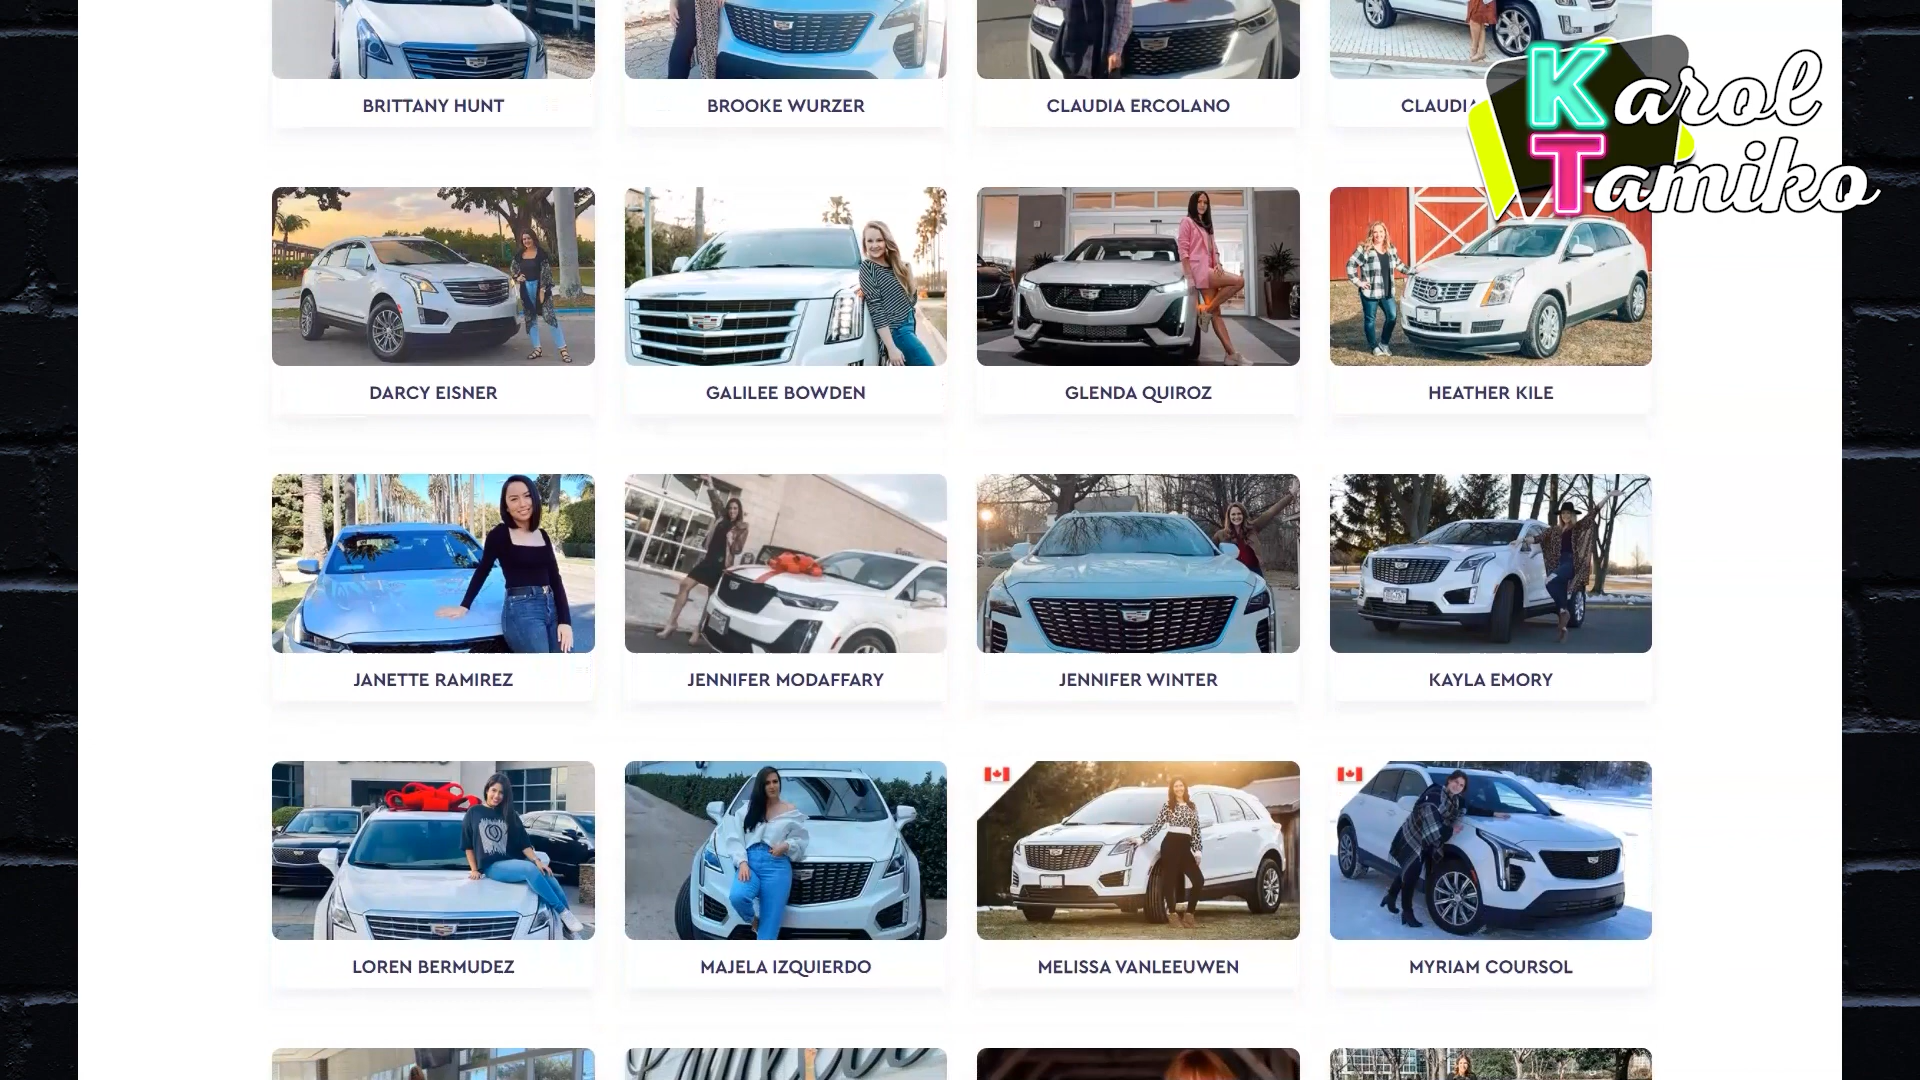 BRITTANY HUNT
BROOKE WURZER
CLAUDIA ERCOLANO
CLAUDIA
Karol
Tamiko
DARCY EISNER
GALILEE BOWDEN
GLENDA QUIROZ
HEATHER KILE
JANETTE RAMIREZ
JENNIFER MODAFFARY
JENNIFER WINTER
KAYLA EMORY
LOREN BERMUDEZ
MAJELA IZQUIERDO
MELISSA VANLEEUWEN
MYRIAM COURSOL